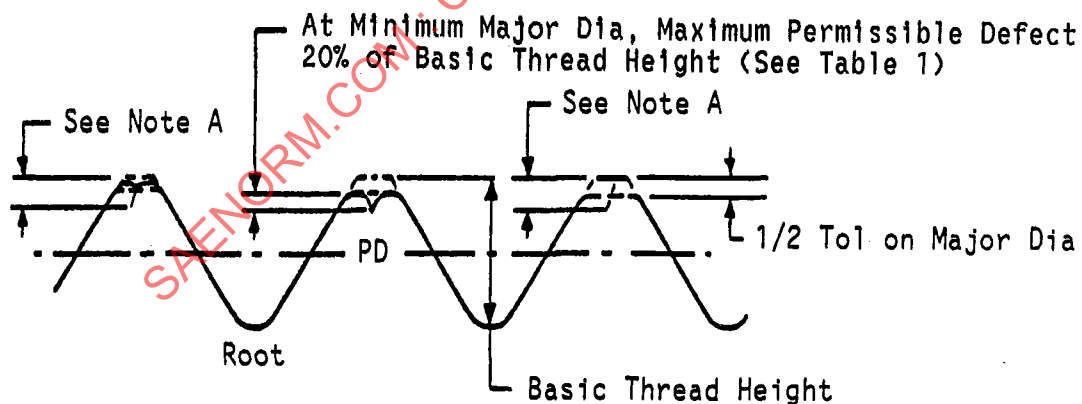 At Minimum Major Dia, Maximum Permissible Defect
20% of Basic Thread Height (See Table 1)
See Note A
See Note A
PD
1/2 Tol on Major Dia
Root
Basic Thread Height
SAENORM.COM